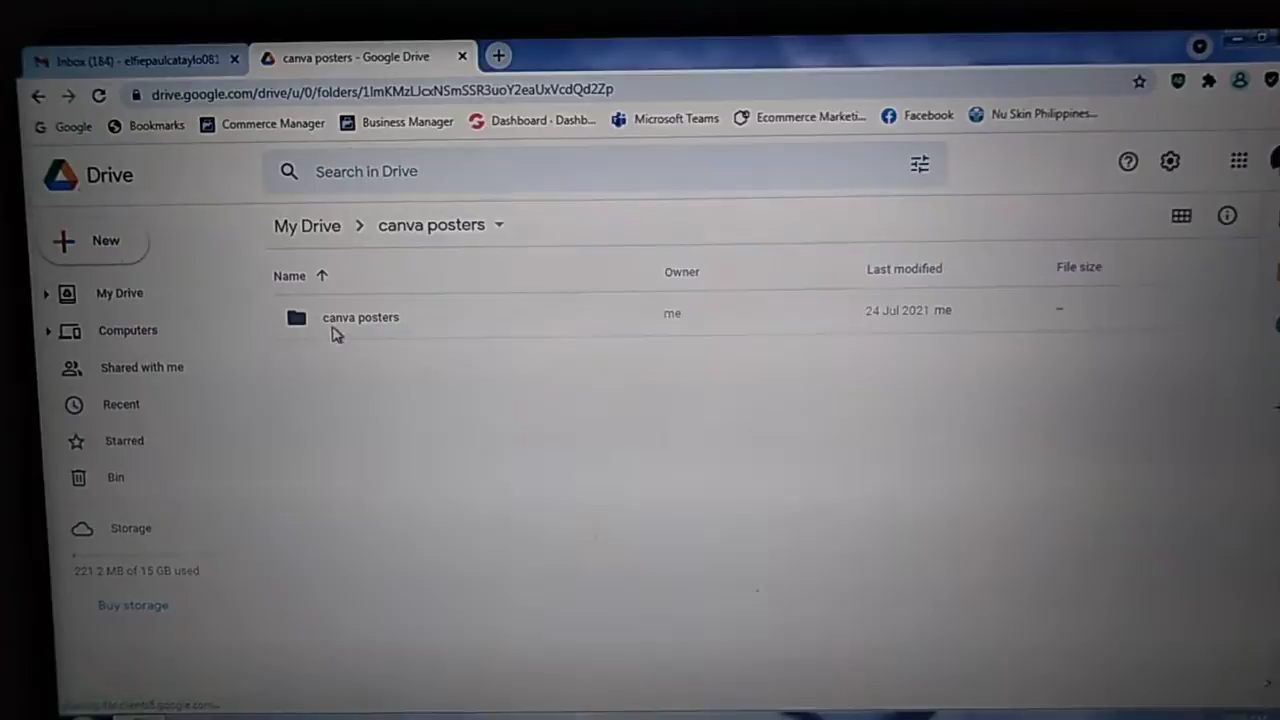 Inbox (184) - elfiepaulcataylo081
canva posters - Google Drive
drive.google.com/drive/u/0/folders/1ImKMzLJcxNSmSSR3uoY2eaUxVcdQd2Zp
Google Bookmarks Commerce Manager Business Manager Dashboard - Dashb... Microsoft Teams Ecommerce Marketi... Facebook Nu Skin Philippines...
Drive
Search in Drive
New
My Drive > canva posters
Name Owner Last modified File size
canva posters me 24 Jul 2021 me –
My Drive
Computers
Shared with me
Recent
Starred
Bin
Storage
221.2 MB of 15 GB used
Buy storage